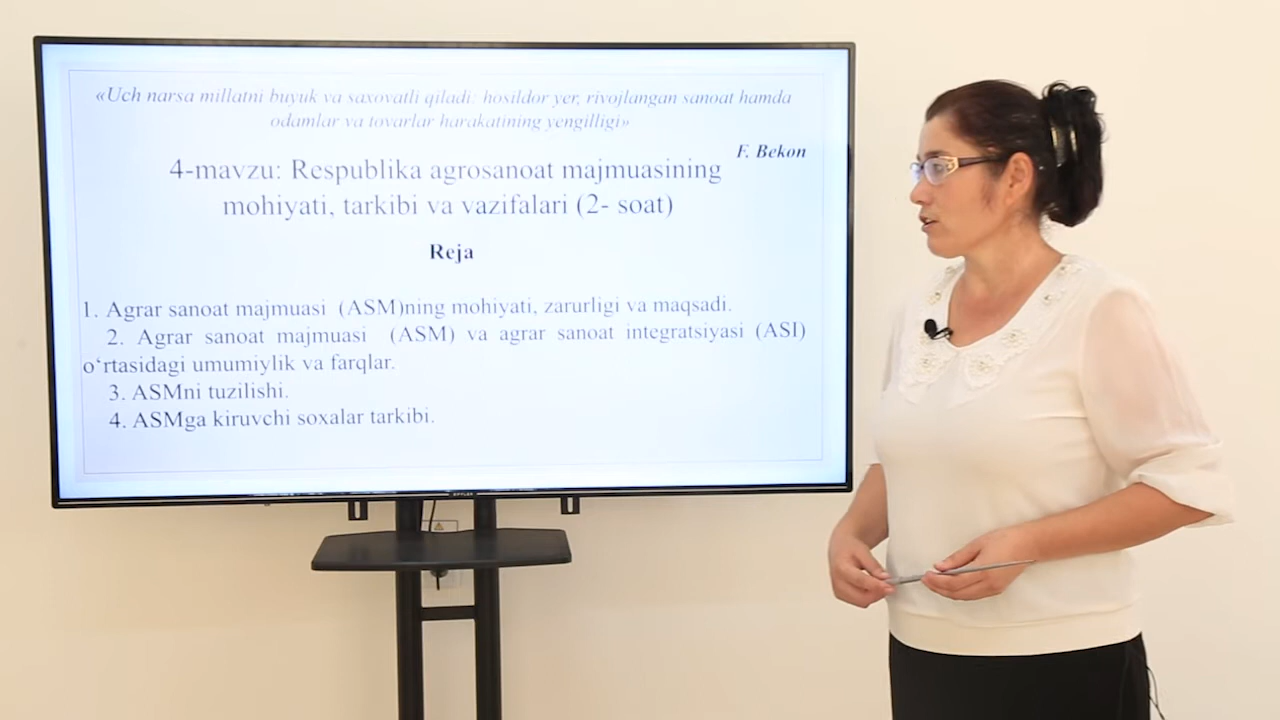 «Uch narsa millatni buyuk va saxovatli qiladi: hosildor yer, rivojlangan sanoat hamda
odamlar va tovarlar harakatining yengilligi»
F. Bekon
4-mavzu: Respublika agrosanoat majmuasining
mohiyati, tarkibi va vazifalari (2- soat)
Reja
1. Agrar sanoat majmuasi (ASM)ning mohiyati, zarurligi va maqsadi.
2. Agrar sanoat majmuasi (ASM) va agrar sanoat integratsiyasi (ASI)
o‘rtasidagi umumiylik va farqlar.
3. ASMni tuzilishi.
4. ASMga kiruvchi soxalar tarkibi.